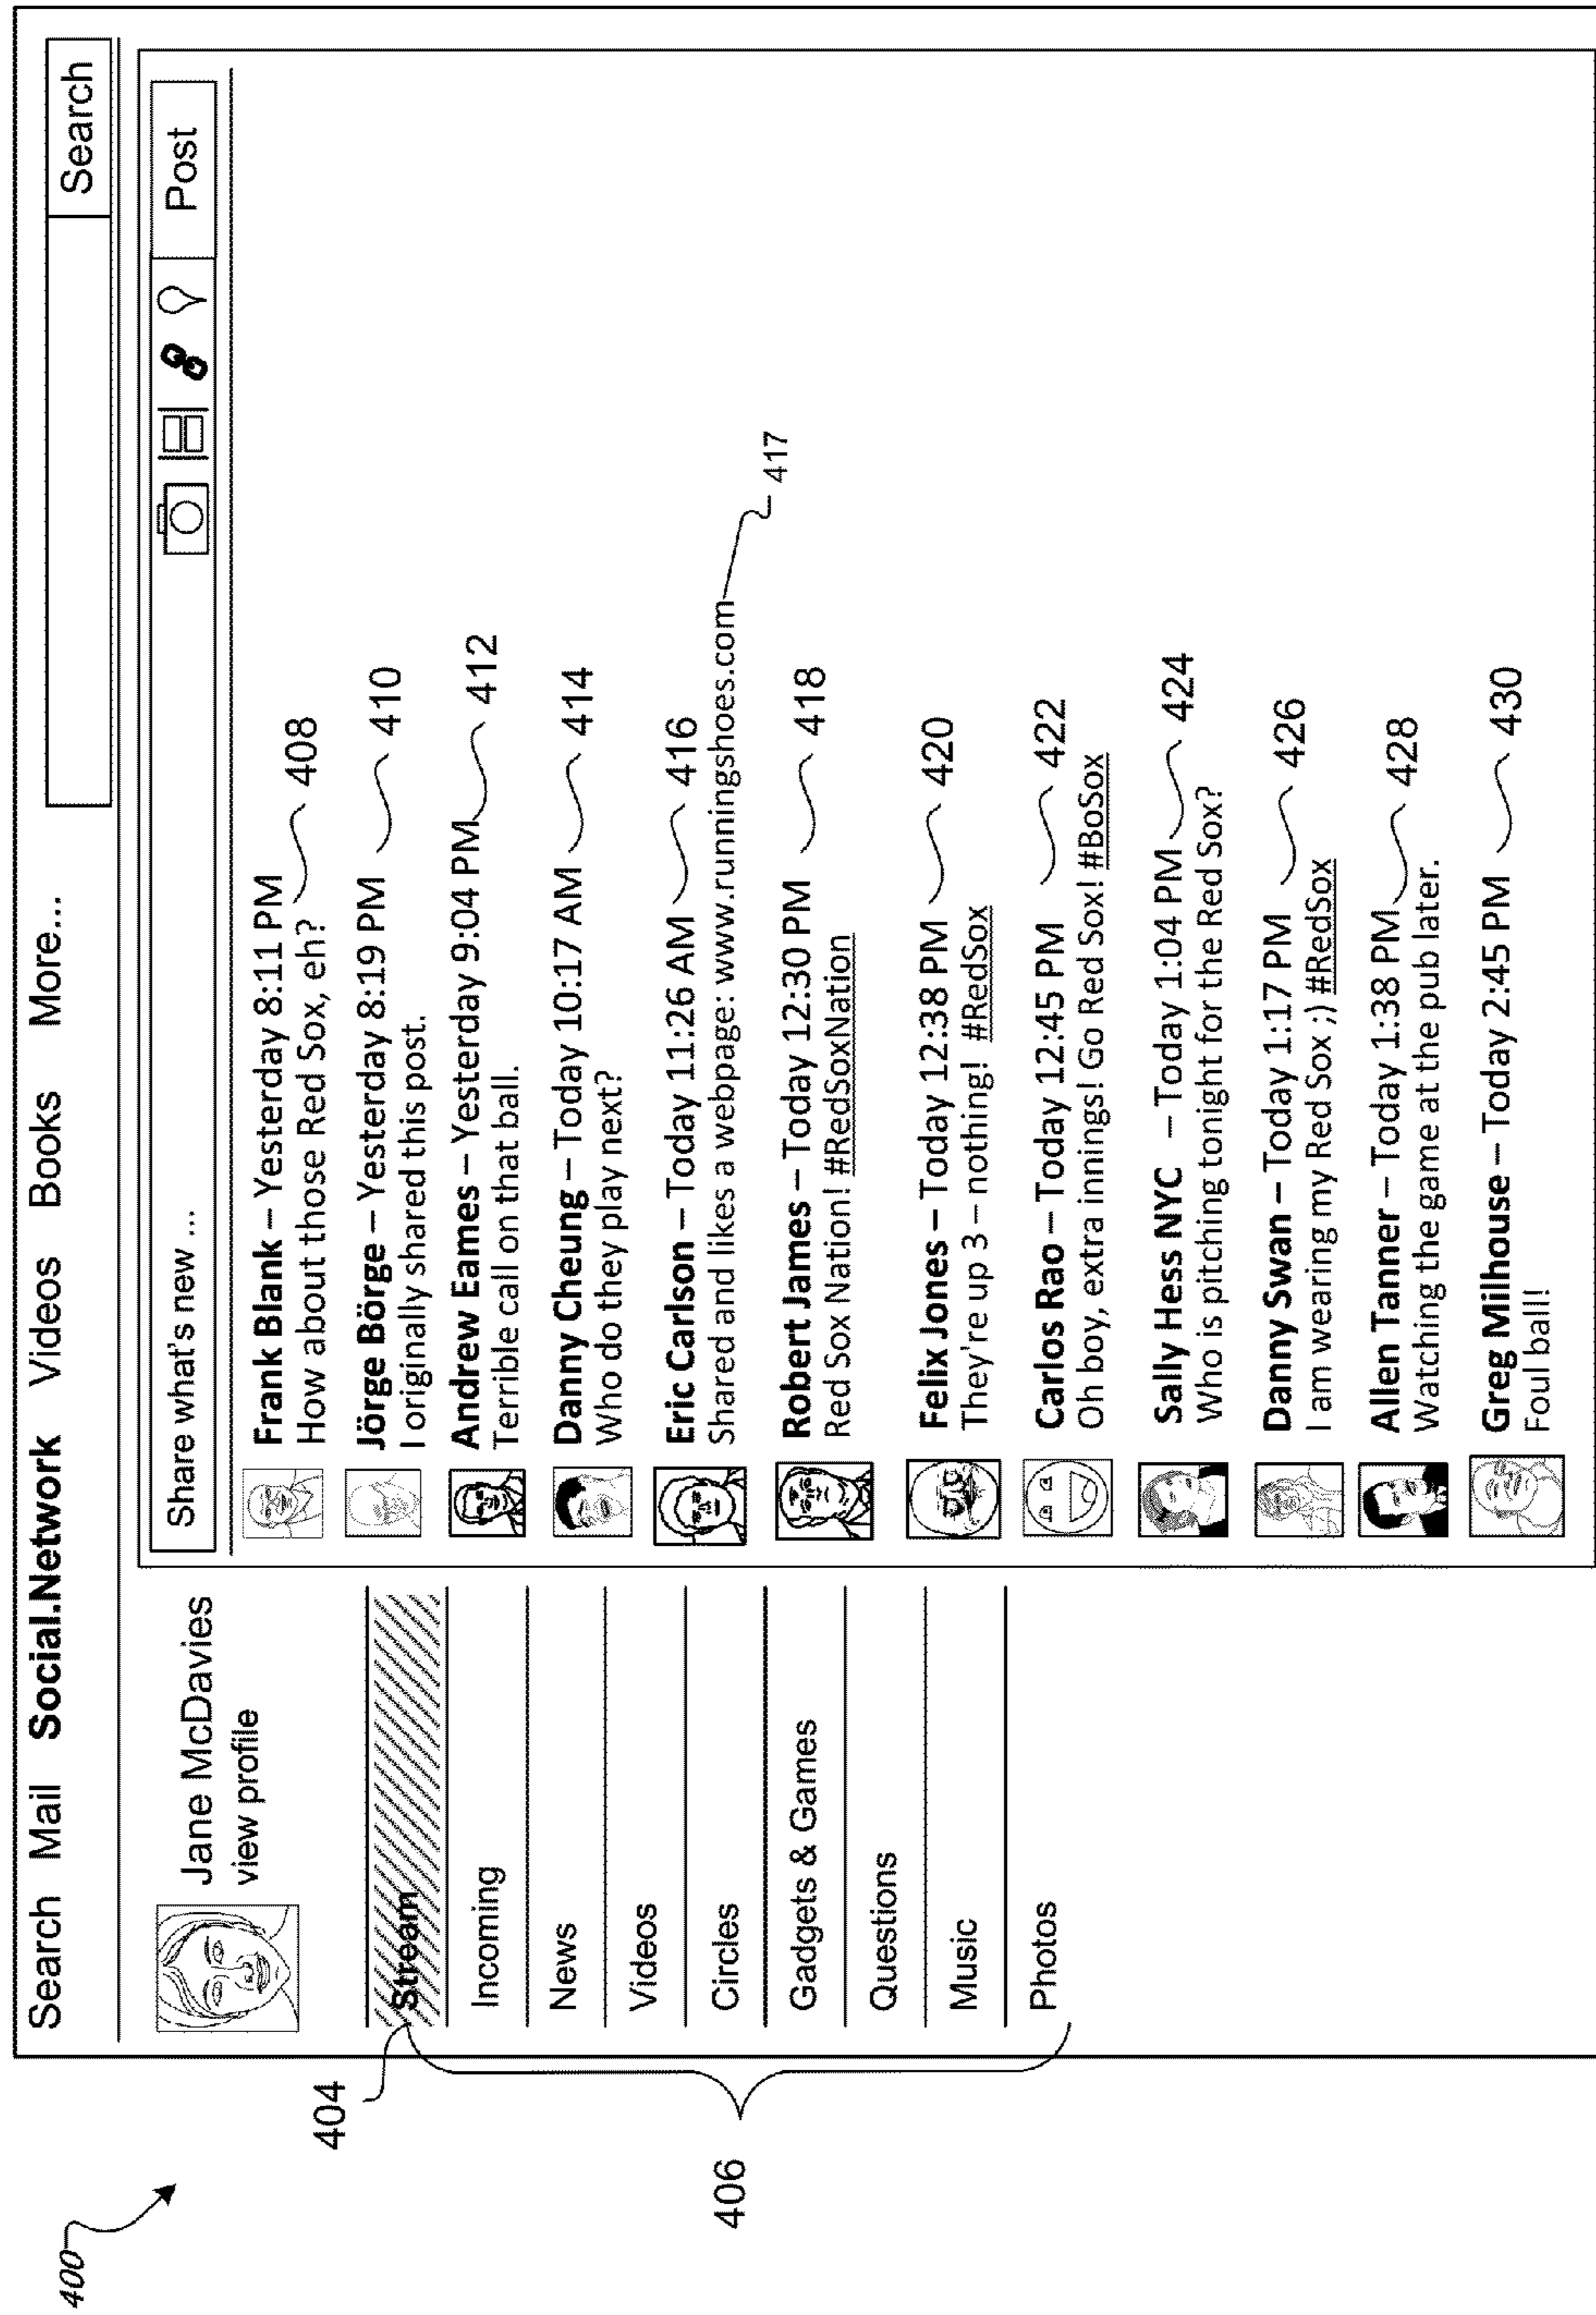 400
Search Mail Social.Network Videos Books More... Search
Jane McDavies
view profile
404
Stream
Incoming
News
Videos
Circles
Gadgets & Games
Questions
Music
Photos
406
Share what's new ... Post
Frank Blank – Yesterday 8:11 PM
How about those Red Sox, eh? 408
Jörge Börge – Yesterday 8:19 PM 410
I originally shared this post.
Andrew Eames – Yesterday 9:04 PM 412
Terrible call on that ball.
Danny Cheung – Today 10:17 AM 414
Who do they play next?
Eric Carlson – Today 11:26 AM 416
Shared and likes a webpage: www.runningshoes.com 417
Robert James – Today 12:30 PM 418
Red Sox Nation! #RedSoxNation
Felix Jones – Today 12:38 PM 420
They're up 3 – nothing! #RedSox
Carlos Rao – Today 12:45 PM 422
Oh boy, extra innings! Go Red Sox! #BoSox
Sally Hess NYC – Today 1:04 PM 424
Who is pitching tonight for the Red Sox?
Danny Swan – Today 1:17 PM 426
I am wearing my Red Sox ;) #RedSox
Allen Tanner – Today 1:38 PM 428
Watching the game at the pub later.
Greg Milhouse – Today 2:45 PM 430
Foul ball!